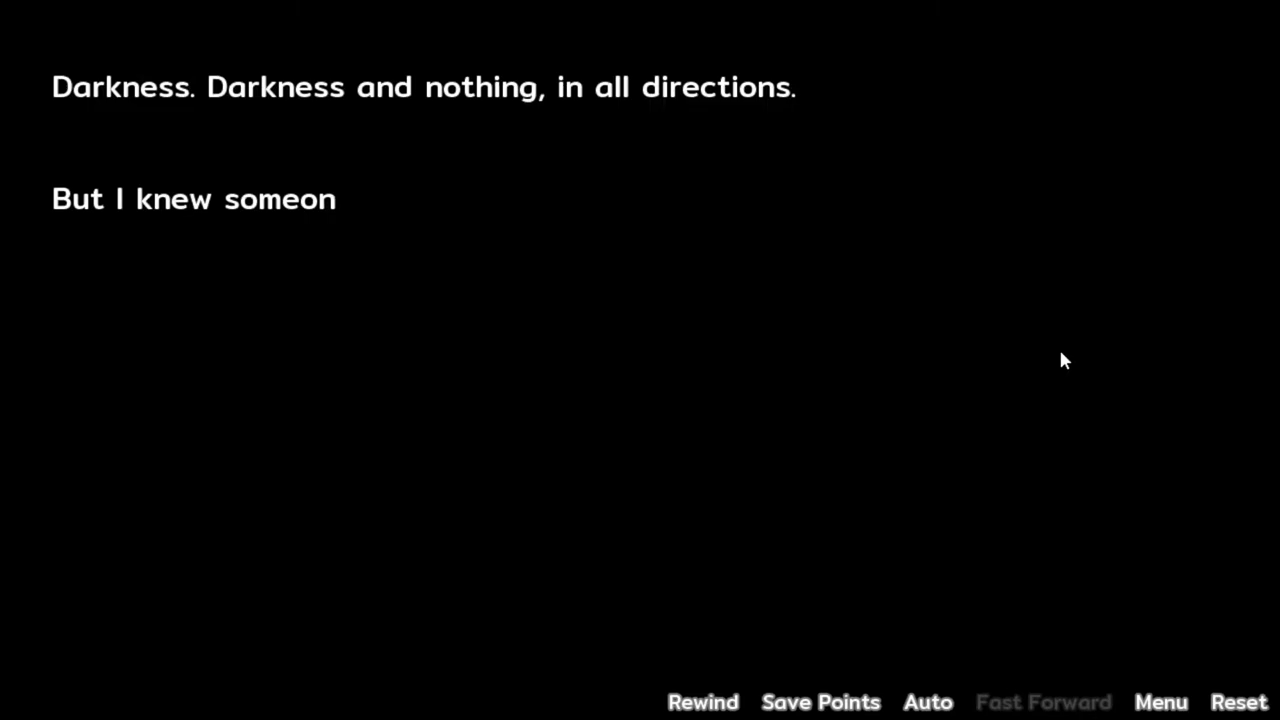 Darkness. Darkness and nothing, in all directions.
But I knew someon
Rewind Save Points Auto Fast Forward Menu Reset